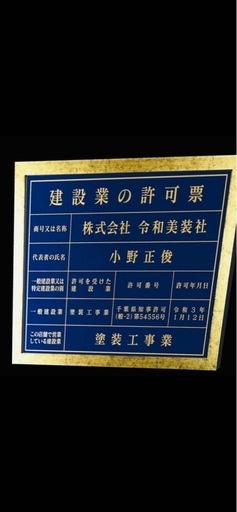 建設業の許可票
商号又は名称
株式会社 令和美装社
代表者の氏名
小野正俊
一般建設業又は
特定建設業の別
許可を受けた
建設業
許可番号
許可年月日
一般建設業
塗装工事業
千葉県知事許可
(般-2)第54556号
令和3年
1月12日
この店舗で営業
している建設業
塗装工事業